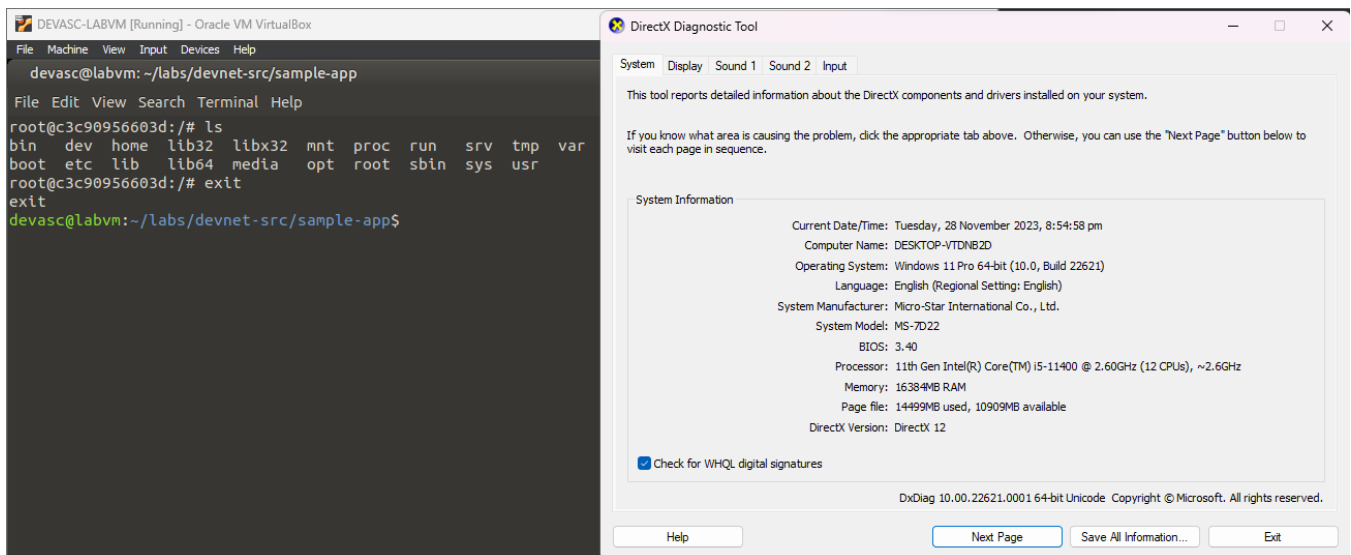 DEVASC-LABVM [Running] - Oracle VM VirtualBox
File Machine View Input Devices Help
devasc@labvm: ~/labs/devnet-src/sample-app
File Edit View Search Terminal Help
root@c3c90956603d:/# ls
bin dev home lib32 libx32 mnt proc run srv tmp var
boot etc lib lib64 media opt root sbin sys usr
root@c3c90956603d:/# exit
exit
devasc@labvm:~/labs/devnet-src/sample-app$
DirectX Diagnostic Tool
System Display Sound 1 Sound 2 Input
This tool reports detailed information about the DirectX components and drivers installed on your system.
If you know what area is causing the problem, click the appropriate tab above. Otherwise, you can use the "Next Page" button below to
visit each page in sequence.
System Information
Current Date/Time: Tuesday, 28 November 2023, 8:54:58 pm
Computer Name: DESKTOP-VTDNB2D
Operating System: Windows 11 Pro 64-bit (10.0, Build 22621)
Language: English (Regional Setting: English)
System Manufacturer: Micro-Star International Co., Ltd.
System Model: MS-7D22
BIOS: 3.40
Processor: 11th Gen Intel(R) Core(TM) i5-11400 @ 2.60GHz (12 CPUs), ~2.6GHz
Memory: 16384MB RAM
Page file: 14499MB used, 10909MB available
DirectX Version: DirectX 12
Check for WHQL digital signatures
DxDiag 10.00.22621.0001 64-bit Unicode Copyright © Microsoft. All rights reserved.
Help Next Page Save All Information... Exit